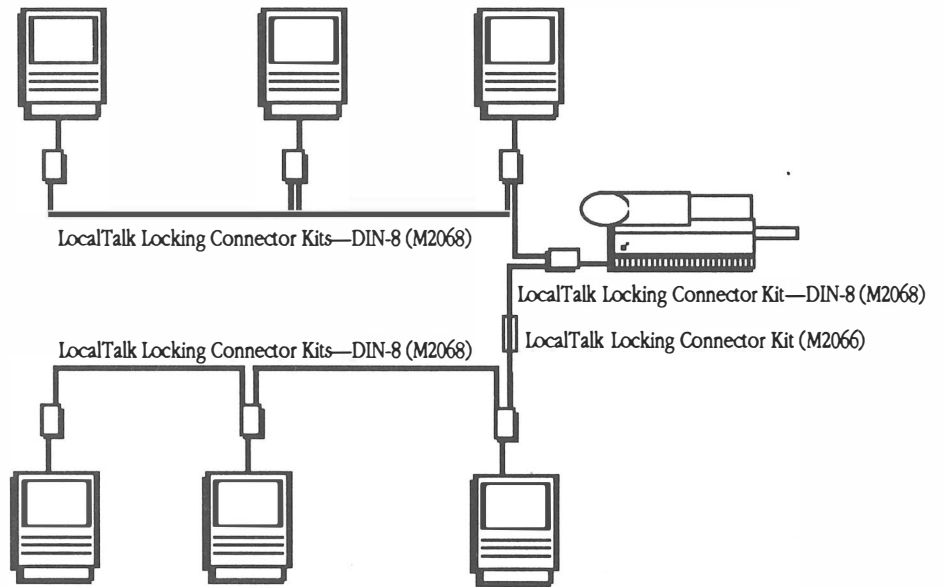 LocalTalk Locking Connector Kits—DIN-8 (M2068)
LocalTalk Locking Connector Kit—DIN-8 (M2068)
LocalTalk Locking Connector Kit (M2066)
LocalTalk Locking Connector Kits—DIN-8 (M2068)